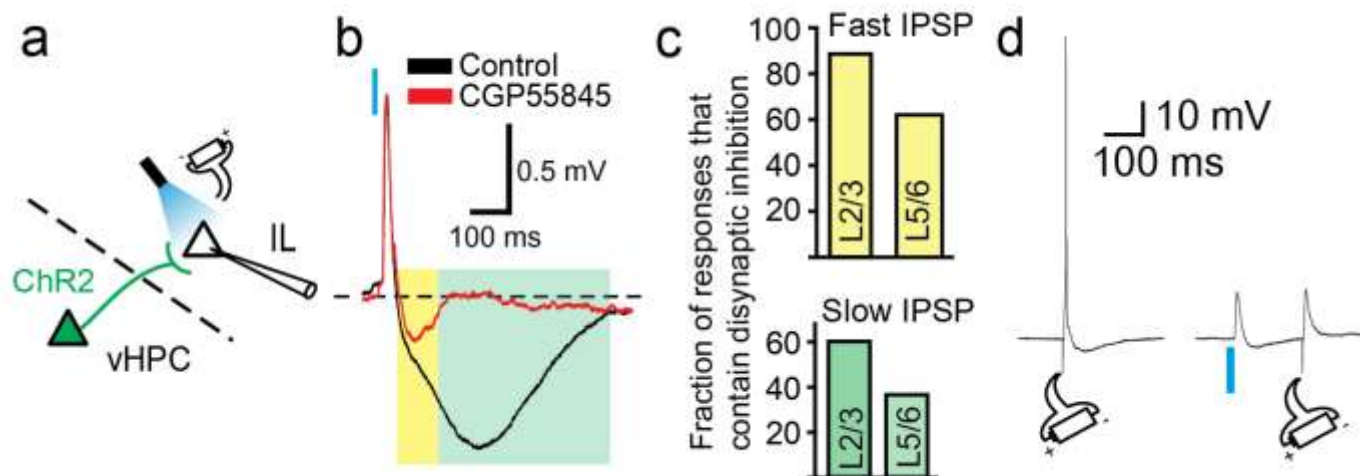 a
IL
ChR2
vHPC
b
Control
CGP55845
0.5 mV
100 ms
c
Fraction of responses that
contain disynaptic inhibition
Fast IPSP
100
80
60
40
20
L2/3
L5/6
Slow IPSP
60
40
20
L2/3
L5/6
d
10 mV
100 ms